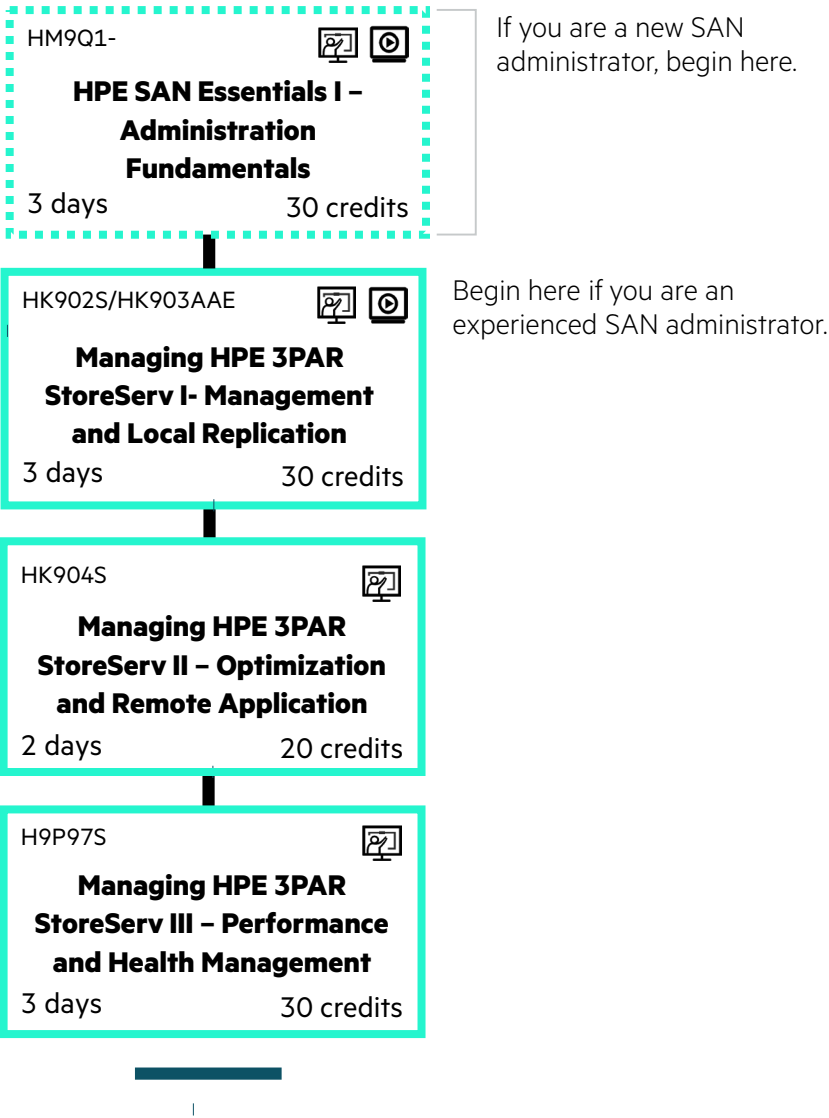 HM9Q1-
If you are a new SAN
administrator, begin here.
HPE SAN Essentials I –
Administration
Fundamentals
3 days
30 credits
HK902S/HK903AAE
Begin here if you are an
experienced SAN administrator.
Managing HPE 3PAR
StoreServ I- Management
and Local Replication
3 days
30 credits
HK904S
Managing HPE 3PAR
StoreServ II – Optimization
and Remote Application
2 days
20 credits
H9P97S
Managing HPE 3PAR
StoreServ III – Performance
and Health Management
3 days
30 credits